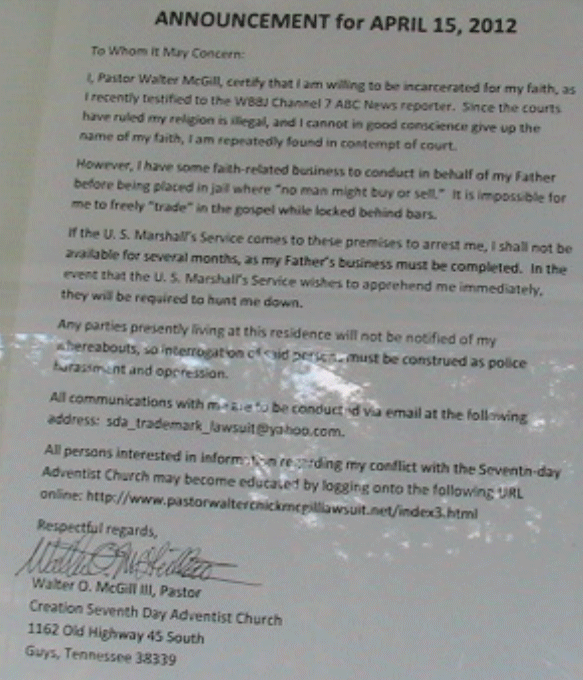 ANNOUNCEMENT for APRIL 15, 2012
To Whom It May Concern:
I, Pastor Walter McGill, certify that I am willing to be incarcerated for my faith, as
I recently testified to the WBBJ Channel 7 ABC News reporter. Since the courts
have ruled my religion is illegal, and I cannot in good conscience give up the
name of my faith, I am repeatedly found in contempt of court.
However, I have some faith-related business to conduct in behalf of my Father
before being placed in jail where "no man might buy or sell." It is impossible for
me to freely "trade" in the gospel while locked behind bars.
If the U. S. Marshall's Service comes to these premises to arrest me, I shall not be
available for several months, as my Father's business must be completed. In the
event that the U. S. Marshall's Service wishes to apprehend me immediately,
they will be required to hunt me down.
Any parties presently living at this residence will not be notified of my
whereabouts, so interrogation of said persons must be construed as police
harassment and oppression.
All communications with me are to be conducted via email at the following
address: sda_trademark_lawsuit@yahoo.com.
All persons interested in information regarding my conflict with the Seventh-day
Adventist Church may become educated by logging onto the following URL
online: http://www.pastorwaltermcgilllawsuit.net/index3.html
Respectful regards,
Walter O. McGill III, Pastor
Creation Seventh Day Adventist Church
1162 Old Highway 45 South
Guys, Tennessee 38339